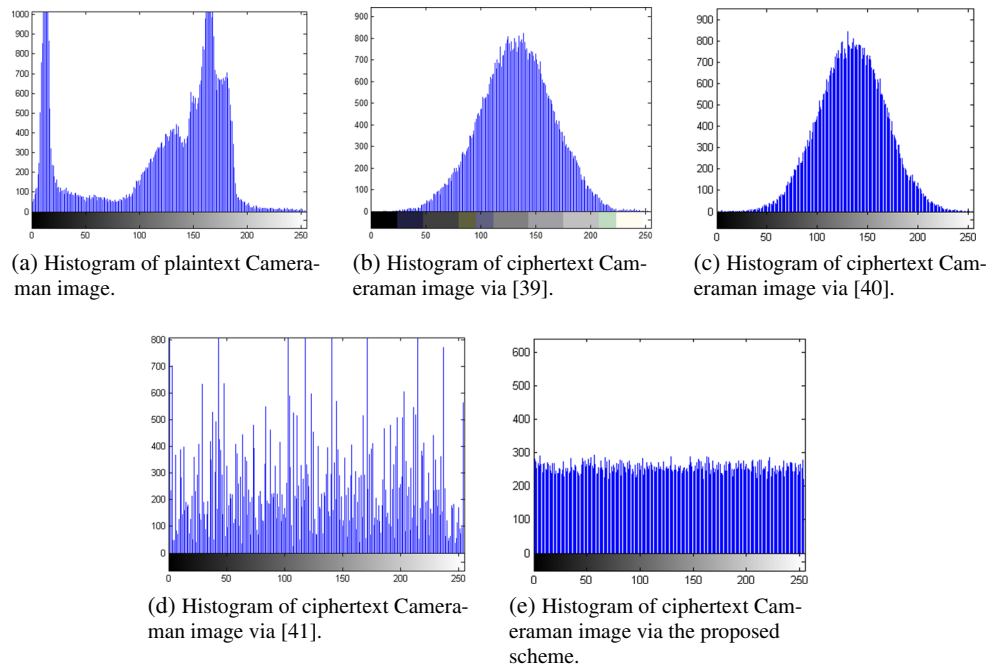 1000
900
800
700
600
500
400
300
200
100
0
0 50 100 150 200 250
(a) Histogram of plaintext Camera-
man image.
900
800
700
600
500
400
300
200
100
0
0 50 100 150 200 250
(b) Histogram of ciphertext Cam-
eraman image via [39].
900
800
700
600
500
400
300
200
100
0
0 50 100 150 200 250
(c) Histogram of ciphertext Cam-
eraman image via [40].
800
700
600
500
400
300
200
100
0
0 50 100 150 200 250
(d) Histogram of ciphertext Camera-
man image via [41].
600
500
400
300
200
100
0
0 50 100 150 200 250
(e) Histogram of ciphertext Cam-
eraman image via the proposed
scheme.